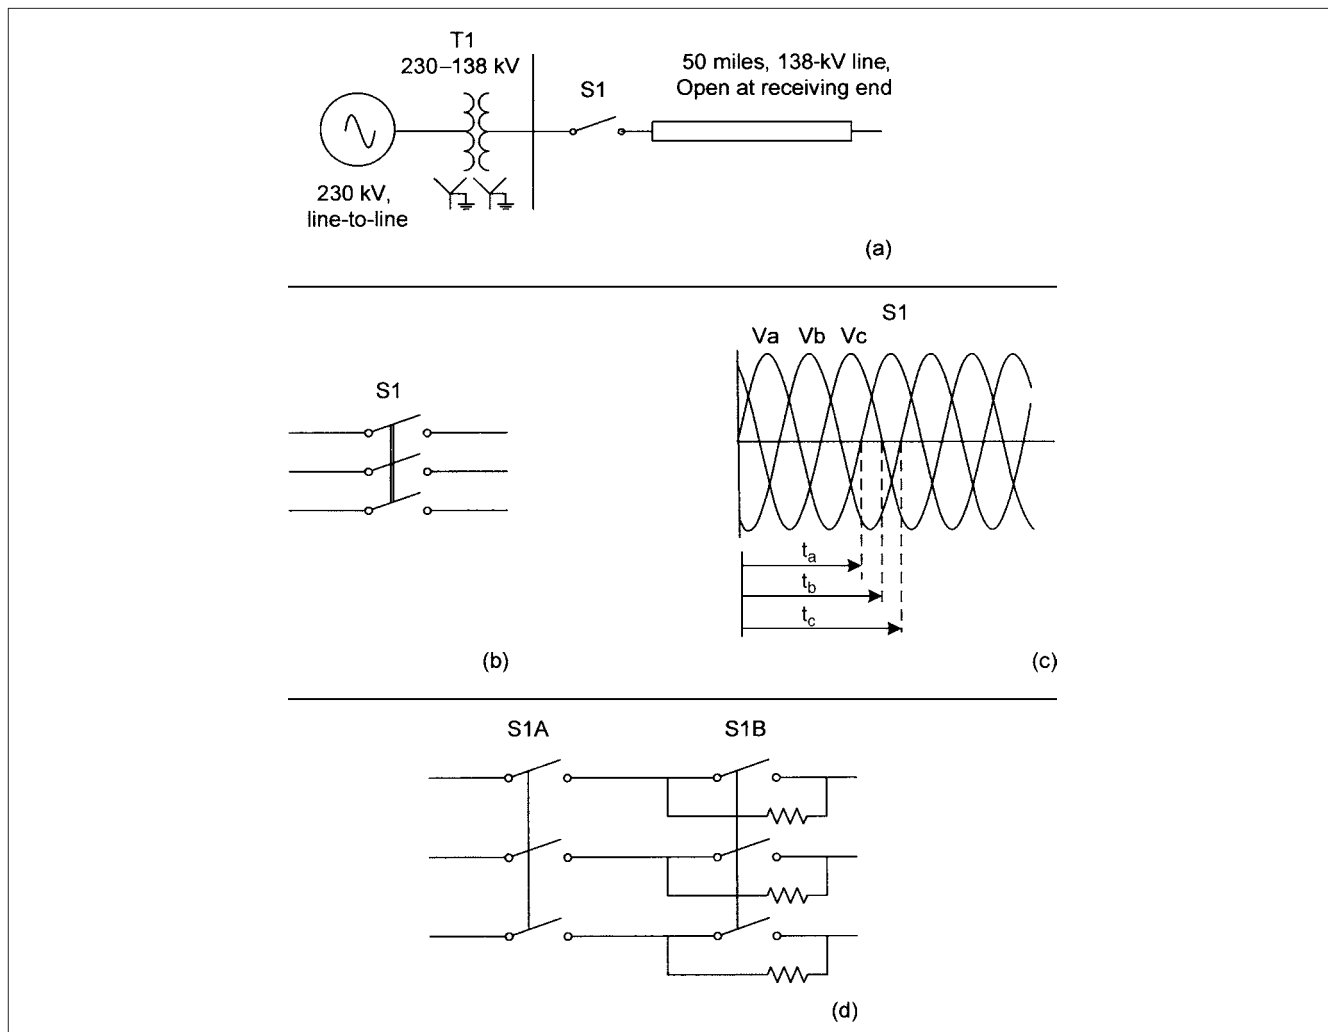 T1
230–138 kV
S1
50 miles, 138-kV line,
Open at receiving end
230 kV,
line-to-line
(a)
S1
S1
Va Vb Vc
ta
tb
tc
(b)
(c)
S1A
S1B
(d)